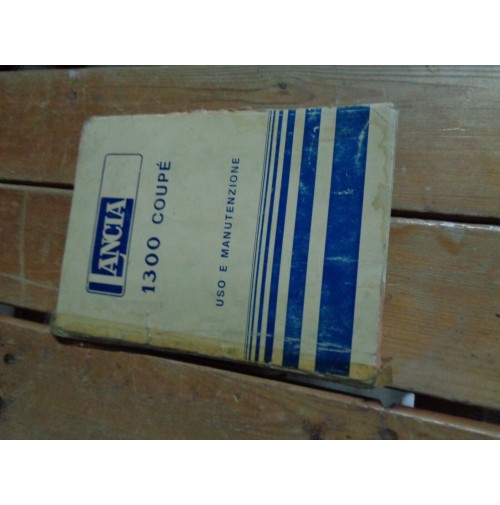 LANCIA
1300 COUPÉ
USO E MANUTENZIONE